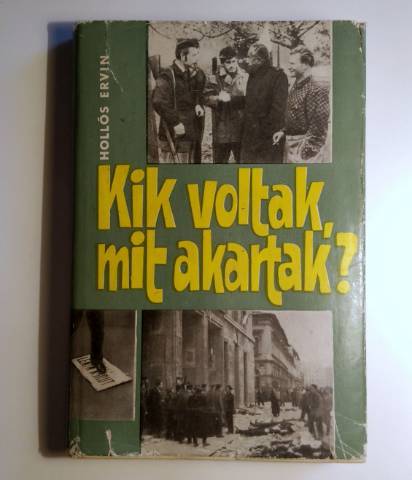 HOLLÓS ERVIN
Kik voltak,
mit akartak?